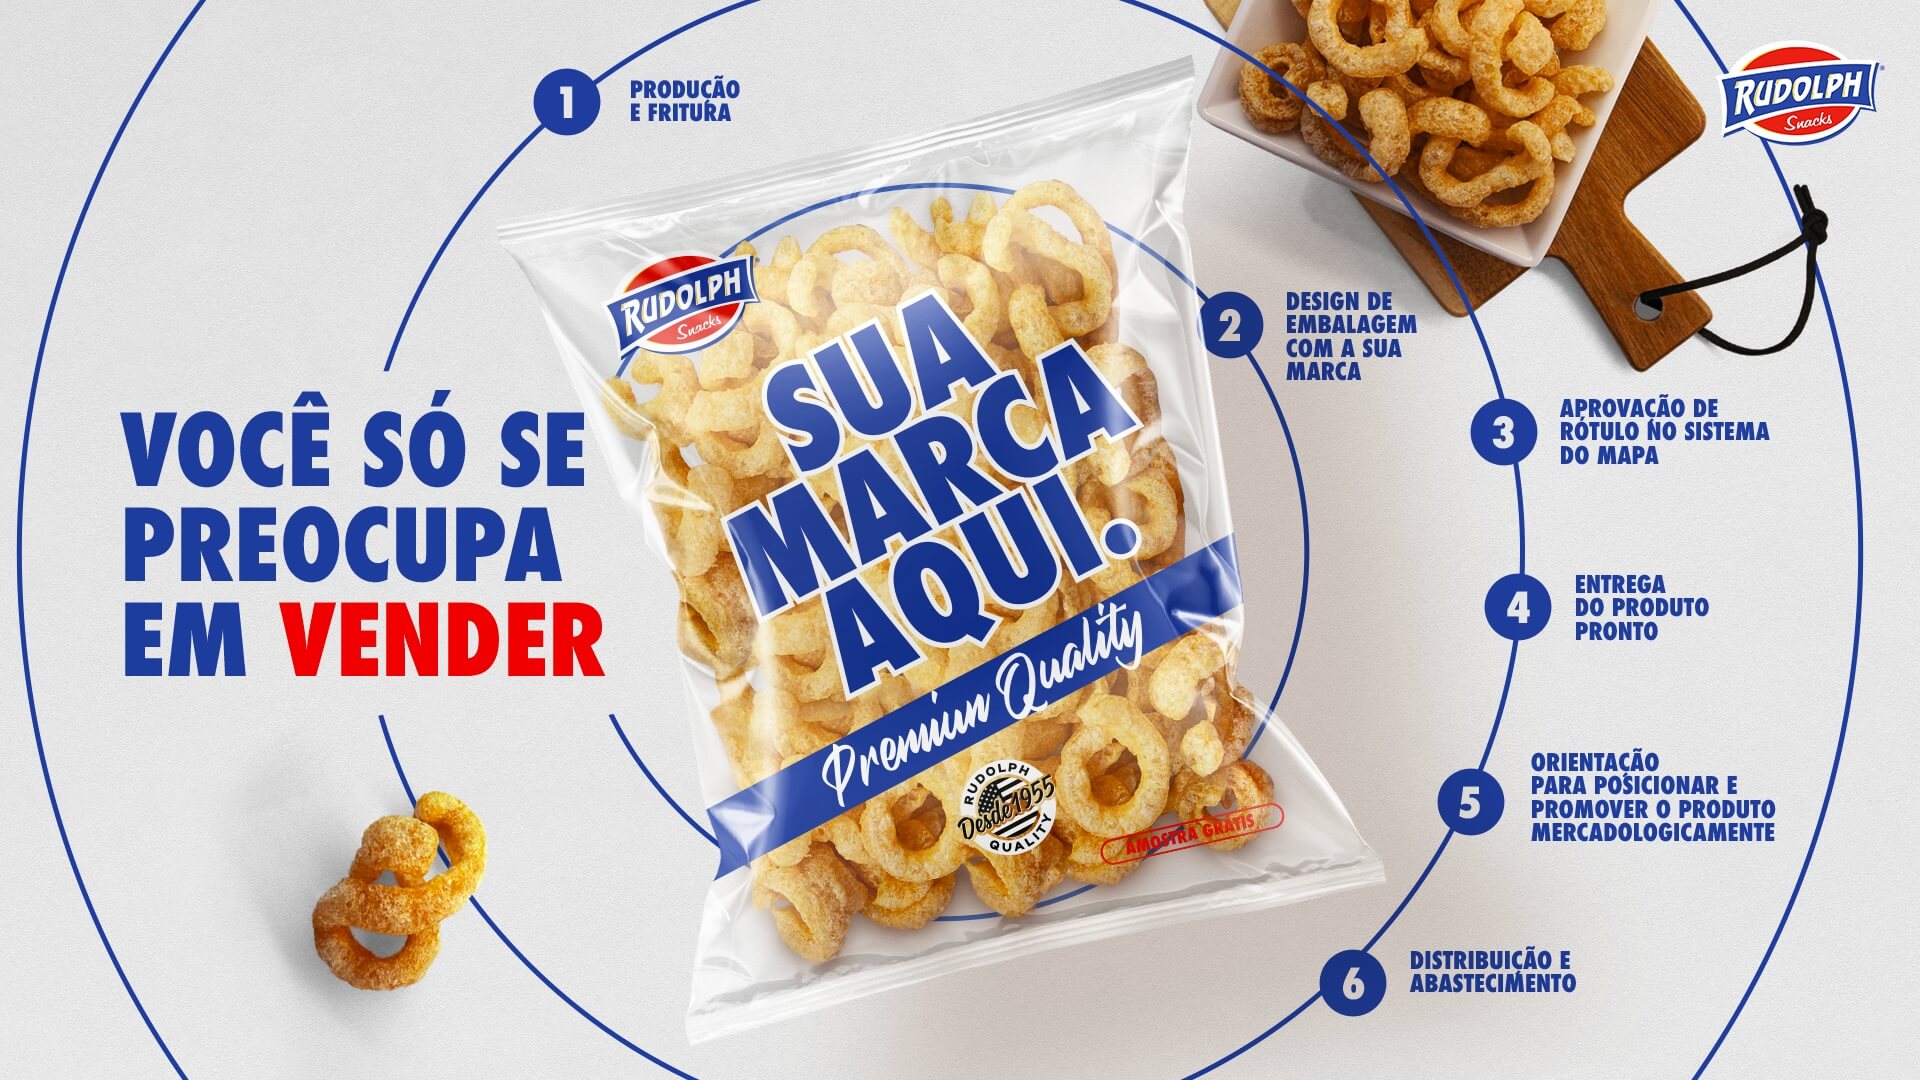 1
PRODUÇÃO
E FRITURA
RUDOLPH
Snacks
RUDOLPH
Snacks
SUA
MARCA
AQUI.
Premiun Quality
RUDOLPH
Desde 1955
QUALITY
AMOSTRA GRÁTIS
VOCÊ SÓ SE
PREOCUPA
EM VENDER
2
DESIGN DE
EMBALAGEM
COM A SUA
MARCA
3
APROVAÇÃO DE
RÓTULO NO SISTEMA
DO MAPA
4
ENTREGA
DO PRODUTO
PRONTO
5
ORIENTAÇÃO
PARA POSICIONAR E
PROMOVER O PRODUTO
MERCADOLOGICAMENTE
6
DISTRIBUIÇÃO E
ABASTECIMENTO